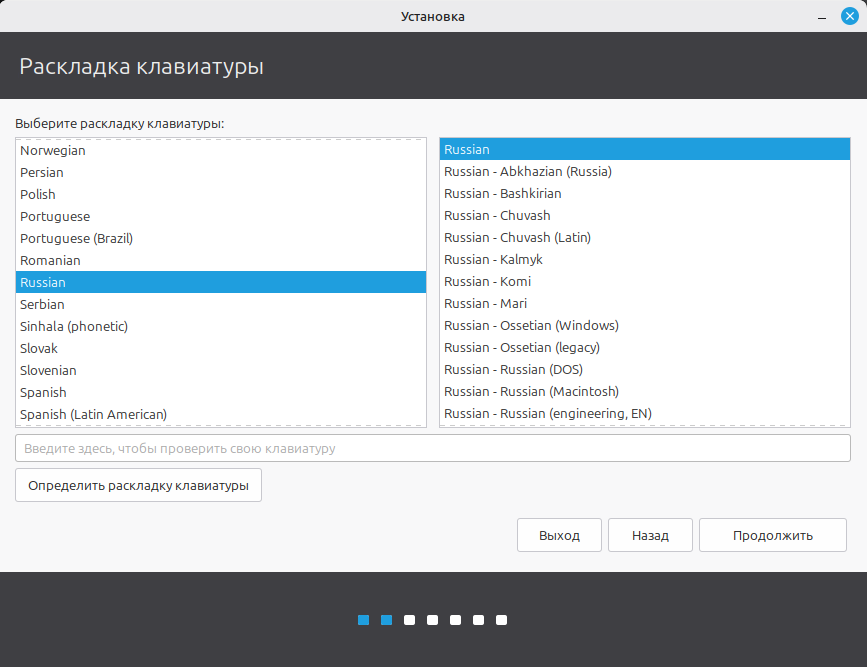 Установка
Раскладка клавиатуры
Выберите раскладку клавиатуры:
Norwegian
Persian
Polish
Portuguese
Portuguese (Brazil)
Romanian
Russian
Serbian
Sinhala (phonetic)
Slovak
Slovenian
Spanish
Spanish (Latin American)
Russian
Russian - Abkhazian (Russia)
Russian - Bashkirian
Russian - Chuvash
Russian - Chuvash (Latin)
Russian - Kalmyk
Russian - Komi
Russian - Mari
Russian - Ossetian (Windows)
Russian - Ossetian (legacy)
Russian - Russian (DOS)
Russian - Russian (Macintosh)
Russian - Russian (engineering, EN)
Введите здесь, чтобы проверить свою клавиатуру
Определить раскладку клавиатуры
Выход
Назад
Продолжить